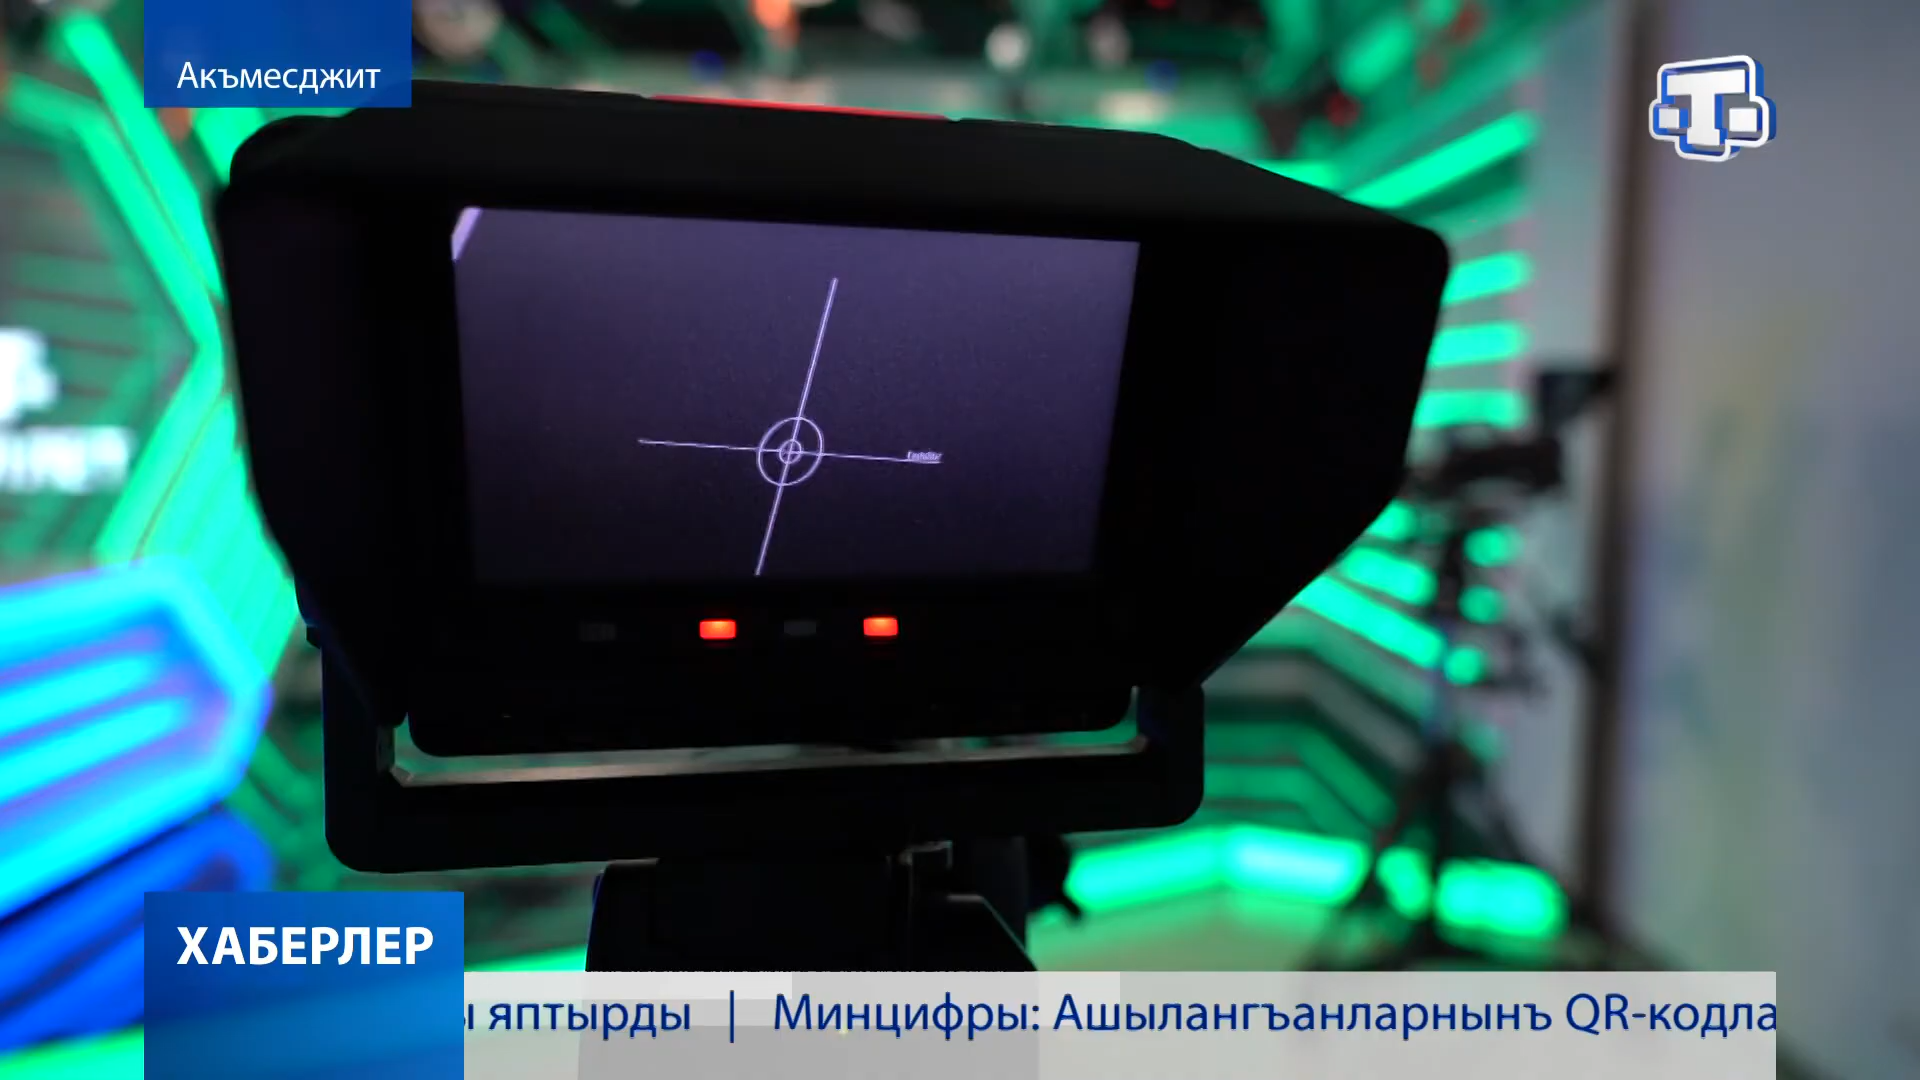 Акъмесджит
Т
ХАБЕРЛЕР
ы яптырды | Минцифры: Ашылангъанларнынъ QR-кодла